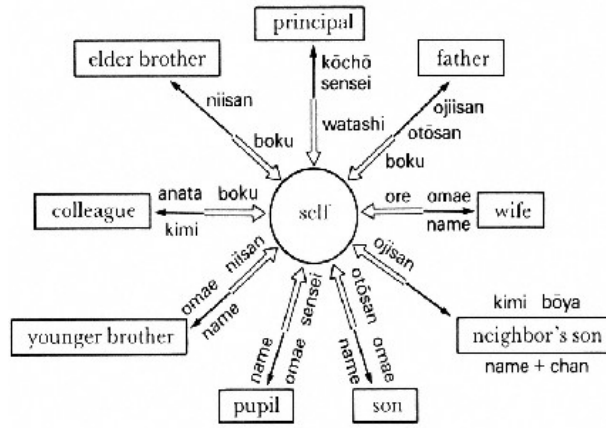 principal
elder brother
father
kōchō
sensei
niisan
ojiisan
otōsan
watashi
boku
boku
anata
boku
self
ore
omae
colleague
wife
kimi
name
niisan
ojisan
omae
name
otōsan
sensei
kimi bōya
younger brother
neighbor's son
name
omae
name
omae
name + chan
pupil
son